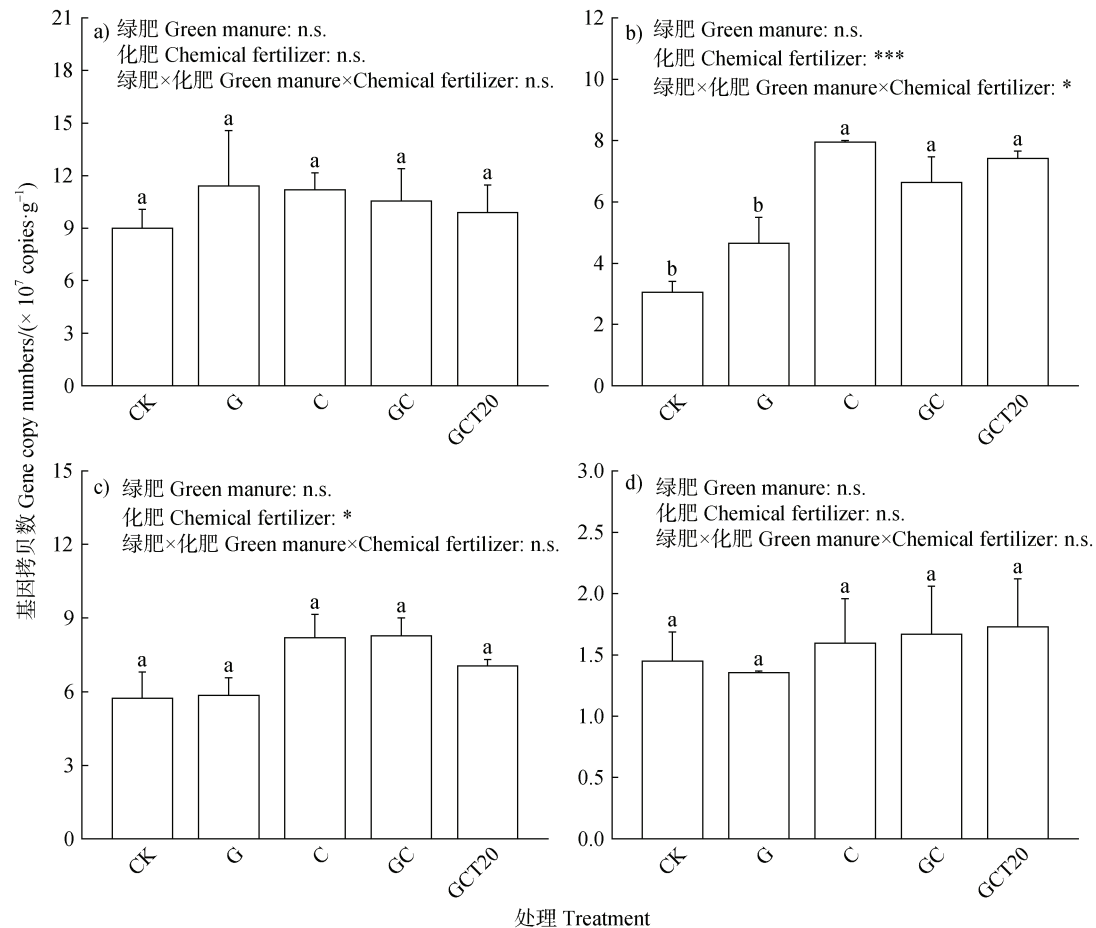 a) 绿肥 Green manure: n.s.
化肥 Chemical fertilizer: n.s.
绿肥×化肥 Green manure×Chemical fertilizer: n.s.
21
18
15
12
9
6
3
0
a
a
a
a
a
CK
G
C
GC
GCT20
b) 绿肥 Green manure: n.s.
化肥 Chemical fertilizer: ***
绿肥×化肥 Green manure×Chemical fertilizer: *
12
10
8
6
4
2
0
b
b
a
a
a
CK
G
C
GC
GCT20
c) 绿肥 Green manure: n.s.
化肥 Chemical fertilizer: *
绿肥×化肥 Green manure×Chemical fertilizer: n.s.
15
12
9
6
3
0
a
a
a
a
a
CK
G
C
GC
GCT20
d) 绿肥 Green manure: n.s.
化肥 Chemical fertilizer: n.s.
绿肥×化肥 Green manure×Chemical fertilizer: n.s.
3.0
2.5
2.0
1.5
1.0
0.5
0.0
a
a
a
a
a
CK
G
C
GC
GCT20
基因拷贝数 Gene copy numbers/(× 10⁷ copies·g⁻¹)
处理 Treatment